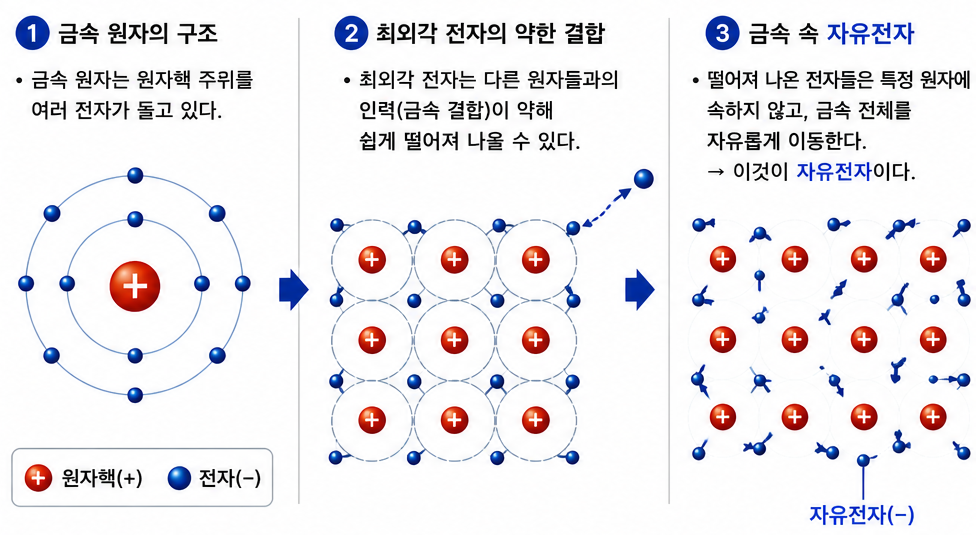 1 금속 원자의 구조
• 금속 원자는 원자핵 주위를
여러 전자가 돌고 있다.
+
원자핵(+)
전자(−)
2 최외각 전자의 약한 결합
• 최외각 전자는 다른 원자들과의
인력(금속 결합)이 약해
쉽게 떨어져 나올 수 있다.
+ + +
+ + +
+ + +
3 금속 속 자유전자
• 떨어져 나온 전자들은 특정 원자에
속하지 않고, 금속 전체를
자유롭게 이동한다.
→ 이것이 자유전자이다.
+ + + +
+ + + +
+ + + +
자유전자(−)